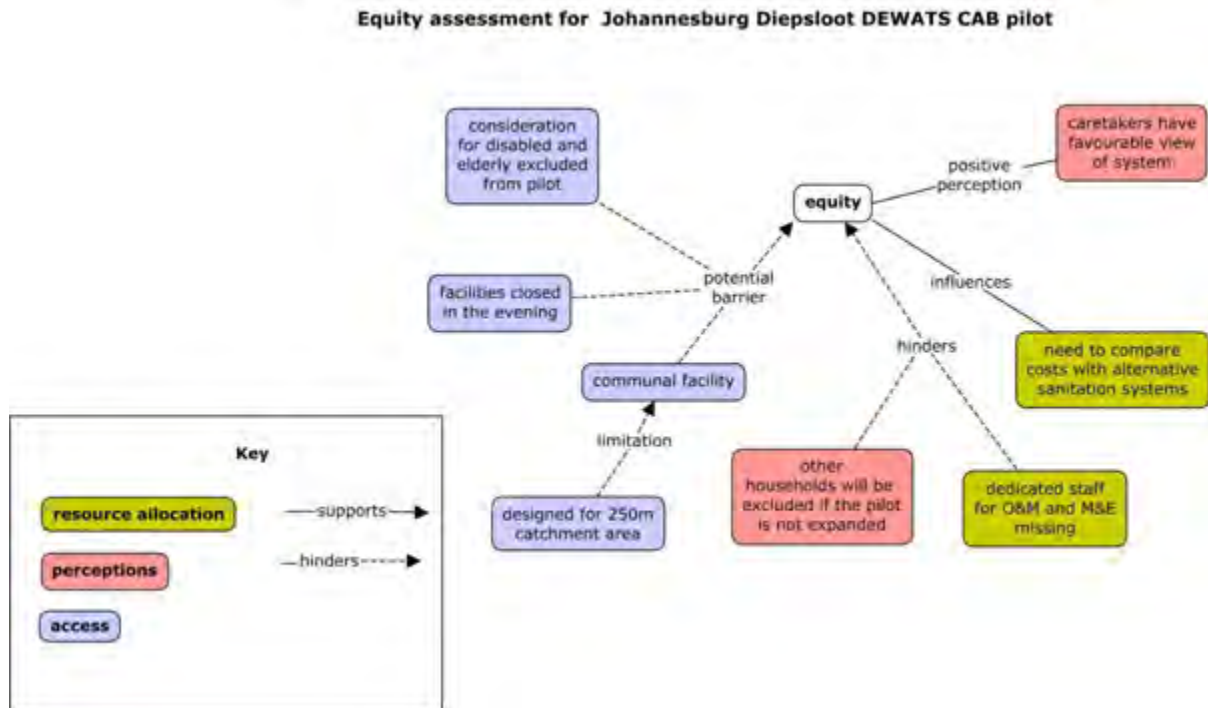 Equity assessment for Johannesburg Diepsloot DEWATS CAB pilot
consideration
for disabled and
elderly excluded
from pilot
caretakers have
favourable view
of system
positive
perception
equity
potential
barrier
facilities closed
in the evening
influences
need to compare
costs with alternative
sanitation systems
hinders
communal facility
limitation
designed for 250m
catchment area
other
households will be
excluded if the pilot
is not expanded
dedicated staff
for O&M and M&E
missing
Key
resource allocation
supports
perceptions
hinders
access